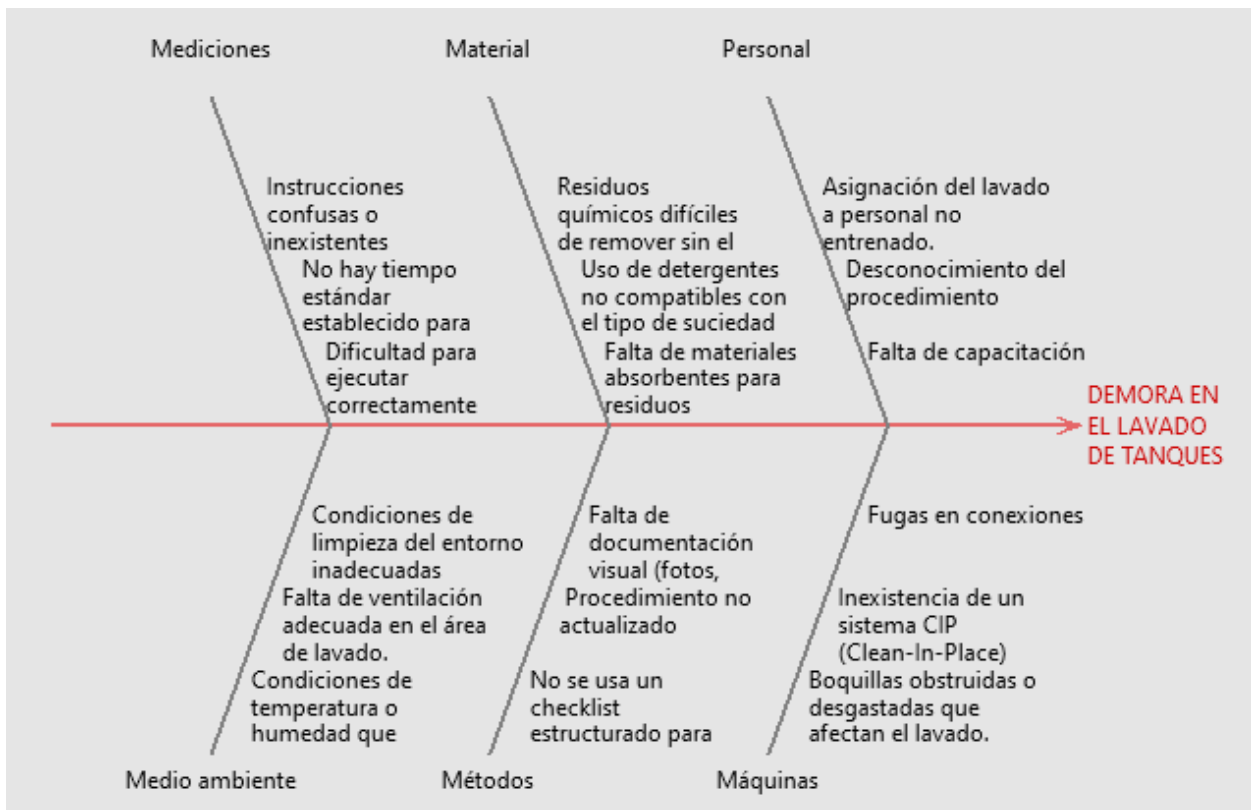 Mediciones
Material
Personal
Instrucciones
confusas o
inexistentes
No hay tiempo
estándar
establecido para
Dificultad para
ejecutar
correctamente
Residuos
químicos difíciles
de remover sin el
Uso de detergentes
no compatibles con
el tipo de suciedad
Falta de materiales
absorbentes para
residuos
Asignación del lavado
a personal no
entrenado.
Desconocimiento del
procedimiento
Falta de capacitación
DEMORA EN
EL LAVADO
DE TANQUES
Condiciones de
limpieza del entorno
inadecuadas
Falta de ventilación
adecuada en el área
de lavado.
Condiciones de
temperatura o
humedad que
Falta de
documentación
visual (fotos,
Procedimiento no
actualizado
No se usa un
checklist
estructurado para
Fugas en conexiones
Inexistencia de un
sistema CIP
(Clean-In-Place)
Boquillas obstruidas o
desgastadas que
afectan el lavado.
Medio ambiente
Métodos
Máquinas